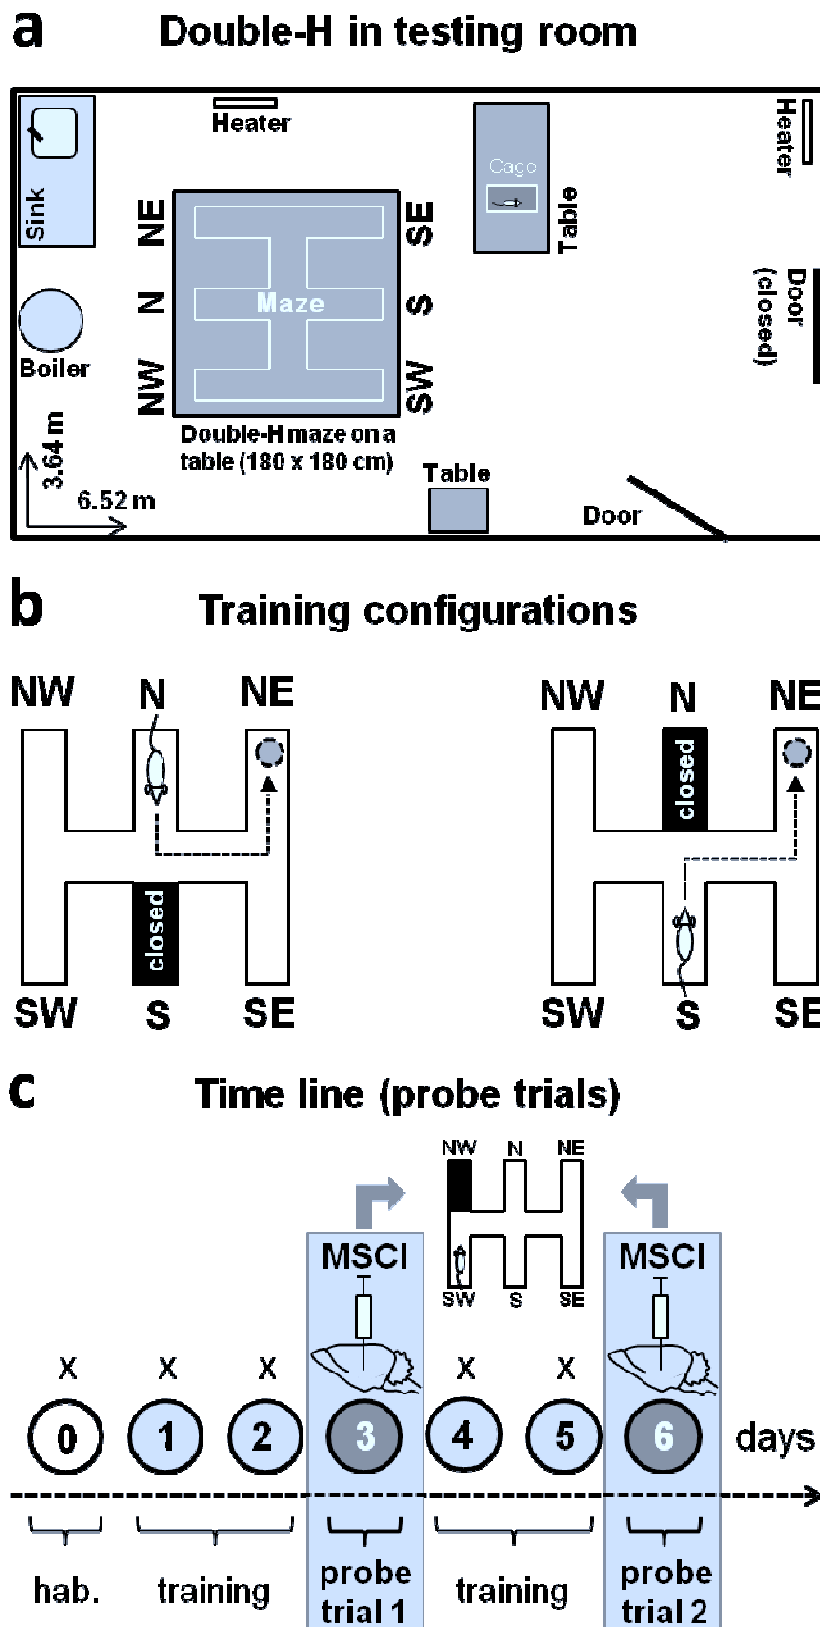 a Double-H in testing room
Heater
Heater
Sink
Cage
Table
NE
SE
N
Maze
S
Door
(closed)
Boiler
NW
SW
Double-H maze on a
table (180 x 180 cm)
3.64 m
6.52 m
Table
Door
b Training configurations
NW N NE
closed
SW S SE
NW N NE
closed
SW S SE
c Time line (probe trials)
NW N NE
SW S SE
MSCI
MSCI
X X X X X
0 1 2 3 4 5 6 days
hab. training probe
trial 1 training probe
trial 2